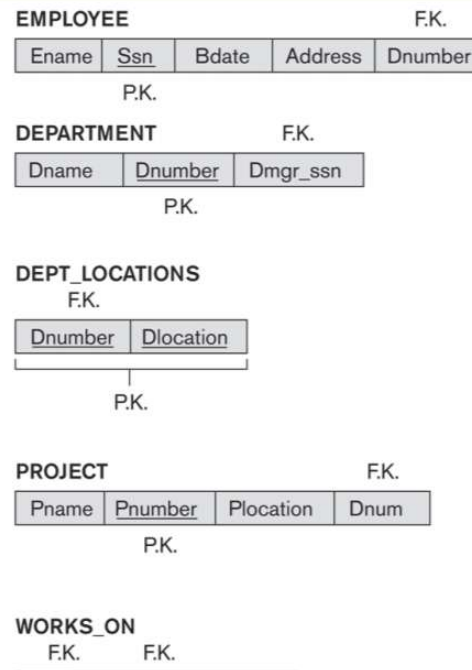 EMPLOYEE F.K.
Ename Ssn Bdate Address Dnumber
P.K.
DEPARTMENT F.K.
Dname Dnumber Dmgr_ssn
P.K.
DEPT_LOCATIONS
F.K.
Dnumber Dlocation
P.K.
PROJECT F.K.
Pname Pnumber Plocation Dnum
P.K.
WORKS_ON
F.K. F.K.